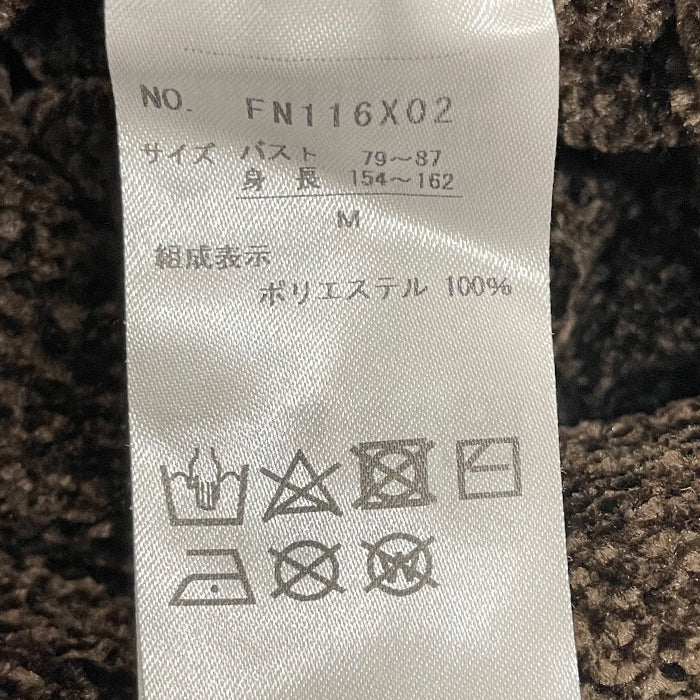 NO. FN116X02
サイズ バスト 79〜87
身長 154〜162
M
組成表示
ポリエステル 100%
W